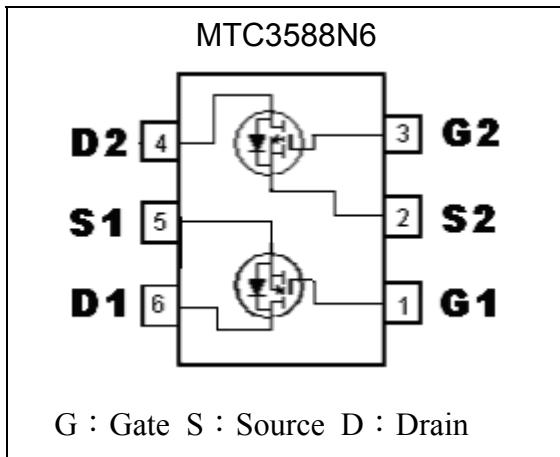 MTC3588N6
D2 4 3 G2
S1 5 2 S2
D1 6 1 G1
G：Gate S：Source D：Drain